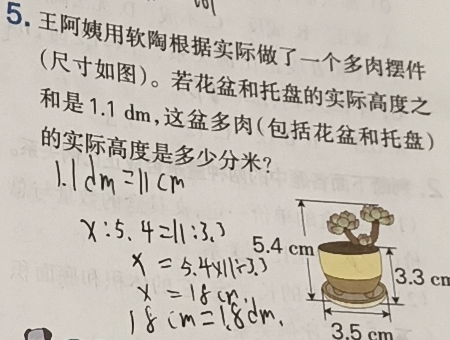 5. 王阿姨用软陶根据实际做了一个多肉摆件
(尺寸如图)。若花盆和托盘的实际高度之
和是1.1 dm,这盆多肉(包括花盆和托盘)
的实际高度是多少分米?
1.1dm=11cm
x:5.4=11:3.3
x=5.4×11÷3.3
x=18cm.
18cm=1.8dm.
5.4 cm
3.3 cm
3.5 cm